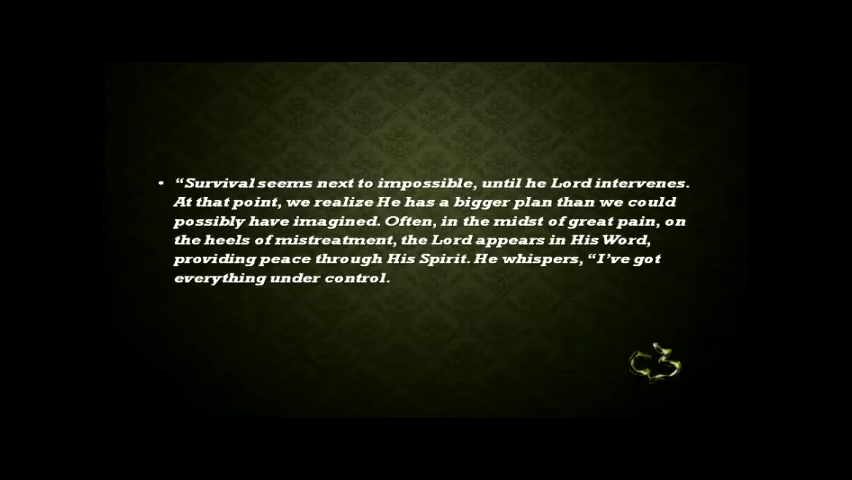 • “Survival seems next to impossible, until he Lord intervenes.
At that point, we realize He has a bigger plan than we could
possibly have imagined. Often, in the midst of great pain, on
the heels of mistreatment, the Lord appears in His Word,
providing peace through His Spirit. He whispers, “I’ve got
everything under control.